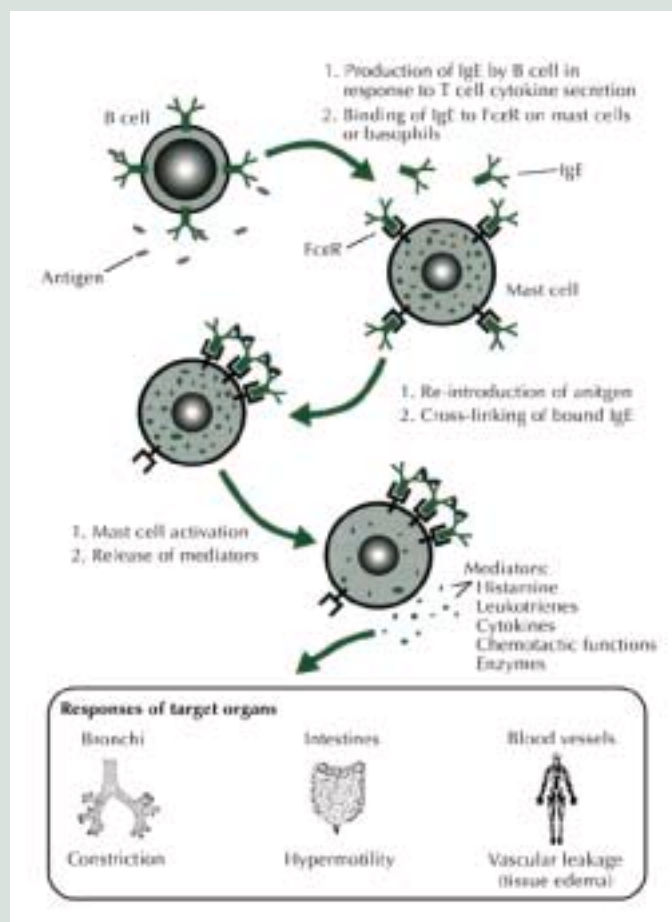 1. Production of IgE by B cell in
response to T cell cytokine secretion
2. Binding of IgE to FcεR on mast cells
or basophils
B cell
IgE
FcεR
Antigen
Mast cell
1. Re-introduction of anitgen
2. Cross-linking of bound IgE
1. Mast cell activation
2. Release of mediators
Mediators:
Histamine
Leukotrienes
Cytokines
Chemotactic functions
Enzymes
Responses of target organs
Bronchi
Intestines
Blood vessels
Constriction
Hypermotility
Vascular leakage
(tissue edema)